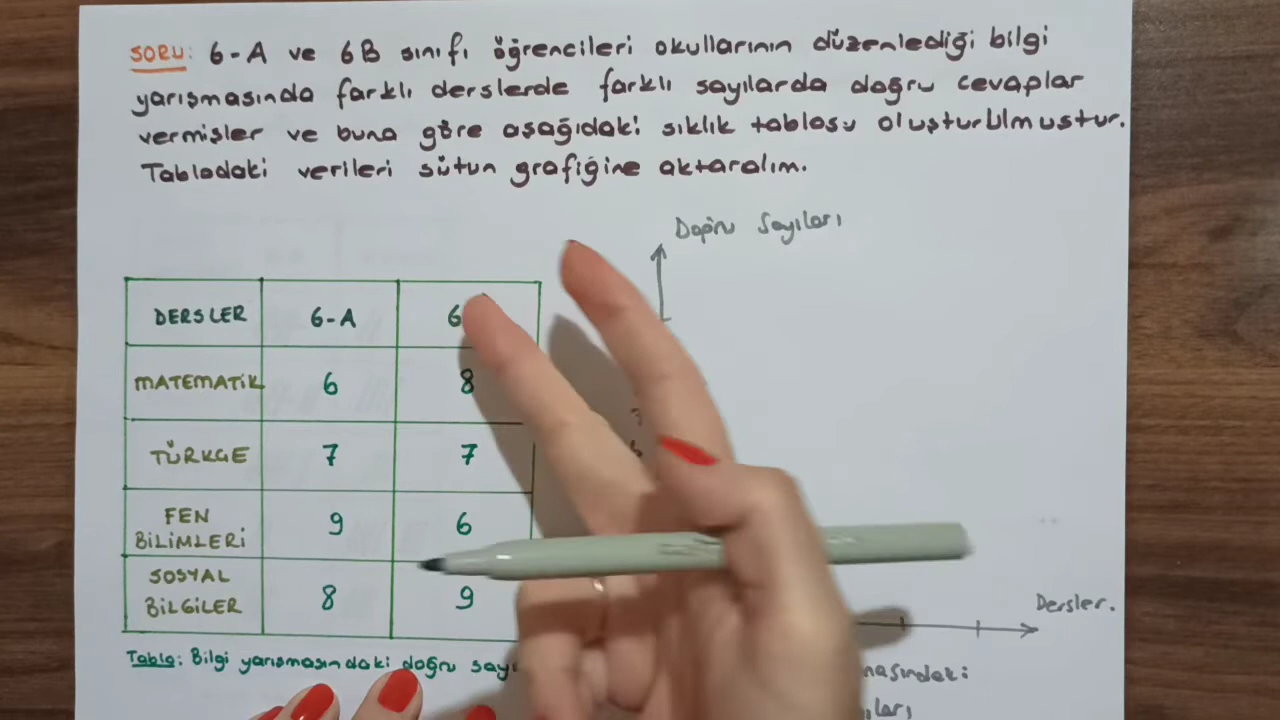 SORU: 6-A ve 6B sınıfı öğrencileri okullarının düzenlediği bilgi
yarışmasında farklı derslerde farklı sayılarda doğru cevaplar
vermişler ve buna göre aşağıdaki sıklık tablosu oluşturulmuştur.
Tablodaki verileri sütun grafiğine aktaralım.
Doğru Sayıları
DERSLER 6-A 6
MATEMATİK 6 8
TÜRKÇE 7 7
FEN BİLİMLERİ 9 6
SOSYAL BİLGİLER 8 9
Dersler.
Tablo: Bilgi yarışmasındaki doğru